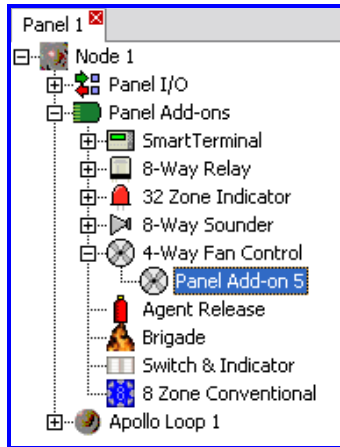 Panel 1
Node 1
Panel I/O
Panel Add-ons
SmartTerminal
8-Way Relay
32 Zone Indicator
8-Way Sounder
4-Way Fan Control
Panel Add-on 5
Agent Release
Brigade
Switch & Indicator
8 8 Zone Conventional
Apollo Loop 1